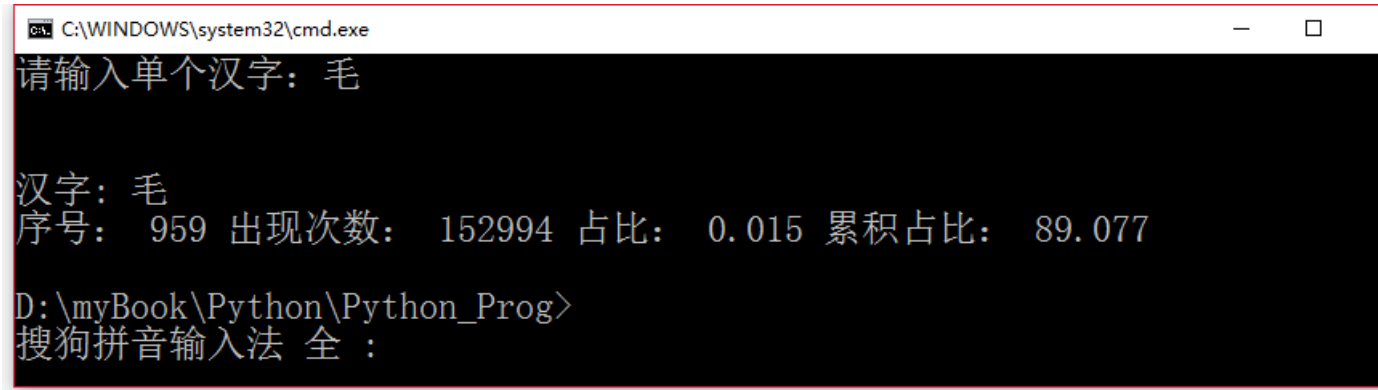 C:\WINDOWS\system32\cmd.exe
请输入单个汉字：毛
汉字：毛
序号： 959 出现次数： 152994 占比： 0.015 累积占比： 89.077
D:\myBook\Python\Python_Prog>
搜狗拼音输入法 全 :